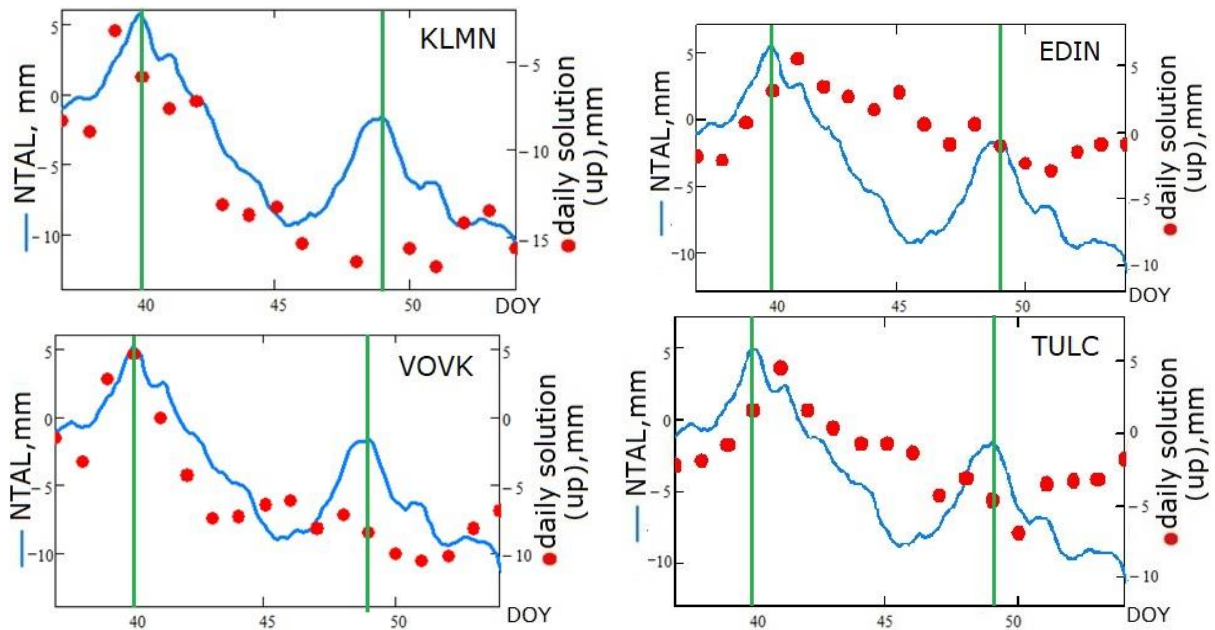 KLMN
5
0
−5
−10
NTAL, mm
−5
−10
−15
daily solution
(up),mm
40
45
50
DOY
EDIN
5
0
−5
−10
NTAL,mm
5
0
−5
−10
daily solution
(up),mm
40
45
50
DOY
VOVK
5
0
−5
−10
NTAL,mm
5
0
−5
−10
daily solution
(up),mm
40
45
50
DOY
TULC
5
0
−5
−10
NTAL,mm
5
0
−5
−10
daily solution
(up),mm
40
45
50
DOY